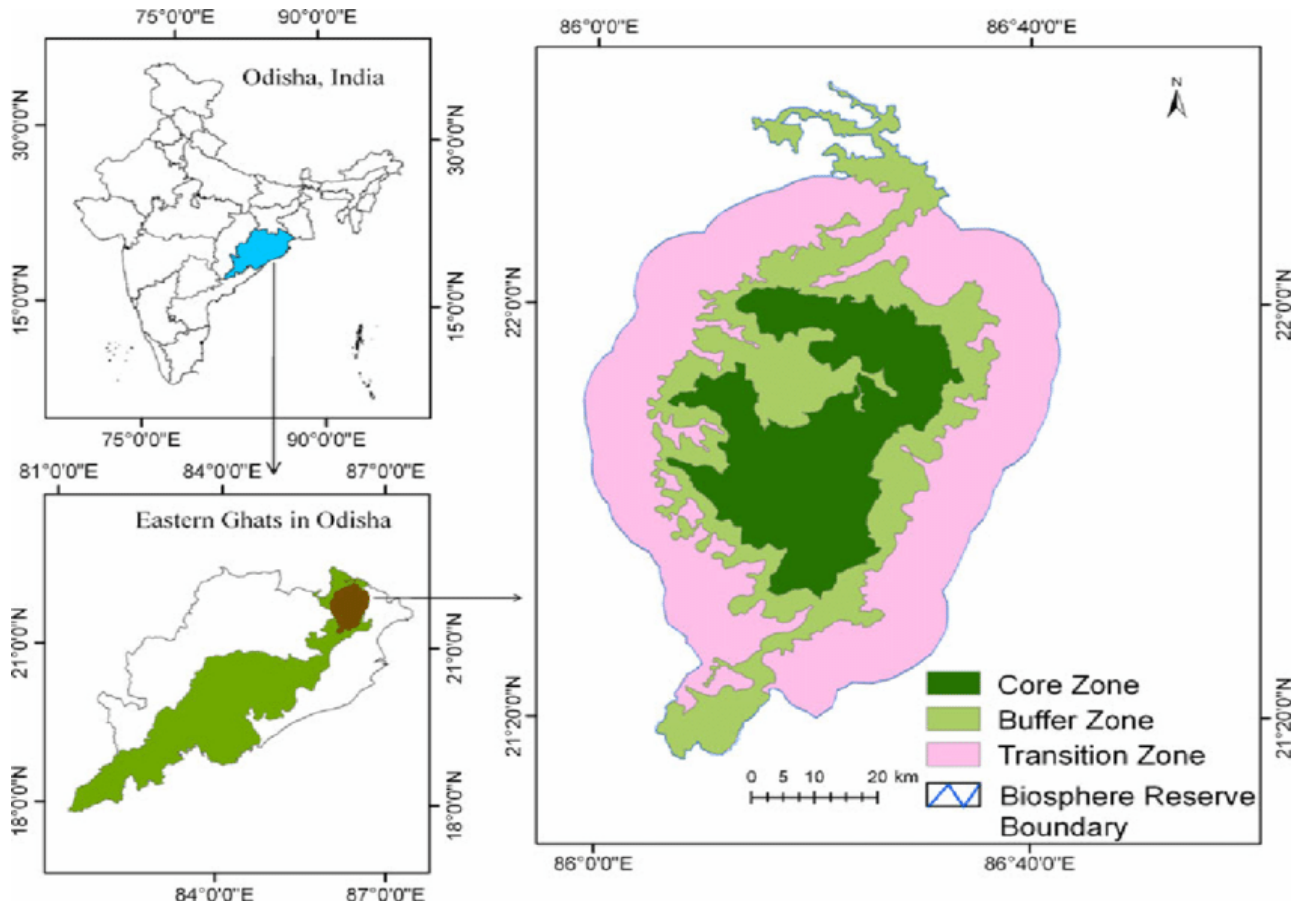 75°0'0"E 90°0'0"E
Odisha, India
30°0'0"N
30°0'0"N
15°0'0"N
15°0'0"N
75°0'0"E 90°0'0"E
81°0'0"E 84°0'0"E 87°0'0"E
Eastern Ghats in Odisha
21°0'0"N
21°0'0"N
18°0'0"N
18°0'0"N
84°0'0"E 87°0'0"E
86°0'0"E 86°40'0"E
N
22°0'0"N
22°0'0"N
21°20'0"N
21°20'0"N
Core Zone
Buffer Zone
Transition Zone
Biosphere Reserve
Boundary
0 5 10 20 km
86°0'0"E 86°40'0"E